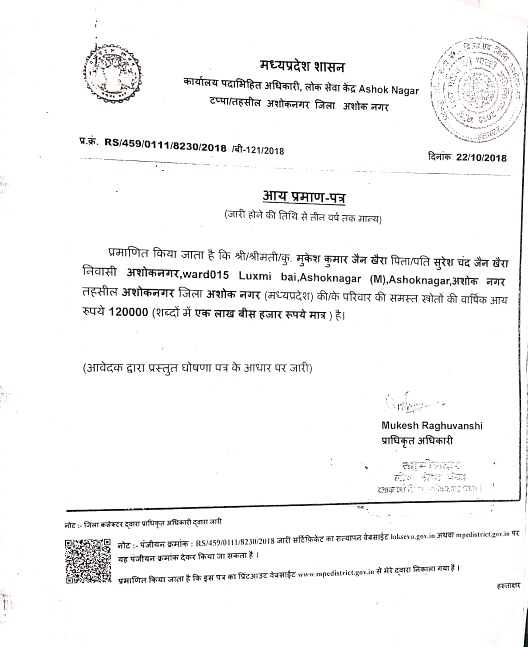 मध्यप्रदेश शासन
कार्यालय पदाभिहित अधिकारी, लोक सेवा केंद्र Ashok Nagar
टप्पा/तहसील अशोकनगर जिला अशोक नगर
प्र.क्रं. RS/459/0111/8230/2018 /बी-121/2018
दिनांक 22/10/2018
आय प्रमाण-पत्र
(जारी होने की तिथि से तीन वर्ष तक मान्य)
प्रमाणित किया जाता है कि श्री/श्रीमती/कु. मुकेश कुमार जैन खैरा पिता/पति सुरेश चंद जैन खैरा
निवासी अशोकनगर,ward015 Luxmi bai,Ashoknagar (M),Ashoknagar,अशोक नगर
तहसील अशोकनगर जिला अशोक नगर (मध्यप्रदेश) की/के परिवार की समस्त स्रोतों की वार्षिक आय
रुपये 120000 (शब्दों में एक लाख बीस हजार रूपये मात्र ) है।
(आवेदक द्वारा प्रस्तुत घोषणा पत्र के आधार पर जारी)
Mukesh Raghuvanshi
प्राधिकृत अधिकारी
नोट :- जिला कलेक्टर द्वारा प्राधिकृत अधिकारी द्वारा जारी
नोट :- पंजीयन क्रमांक : RS/459/0111/8230/2018 जारी सर्टिफिकेट का सत्यापन वेबसाईट lokseva.gov.in अथवा mpedistrict.gov.in पर
यह पंजीयन क्रमांक देकर किया जा सकता है ।
प्रमाणित किया जाता है कि इस पत्र का प्रिंटआउट वेबसाईट www.mpedistrict.gov.in से मेरे द्वारा निकाला गया है ।
हस्ताक्षर